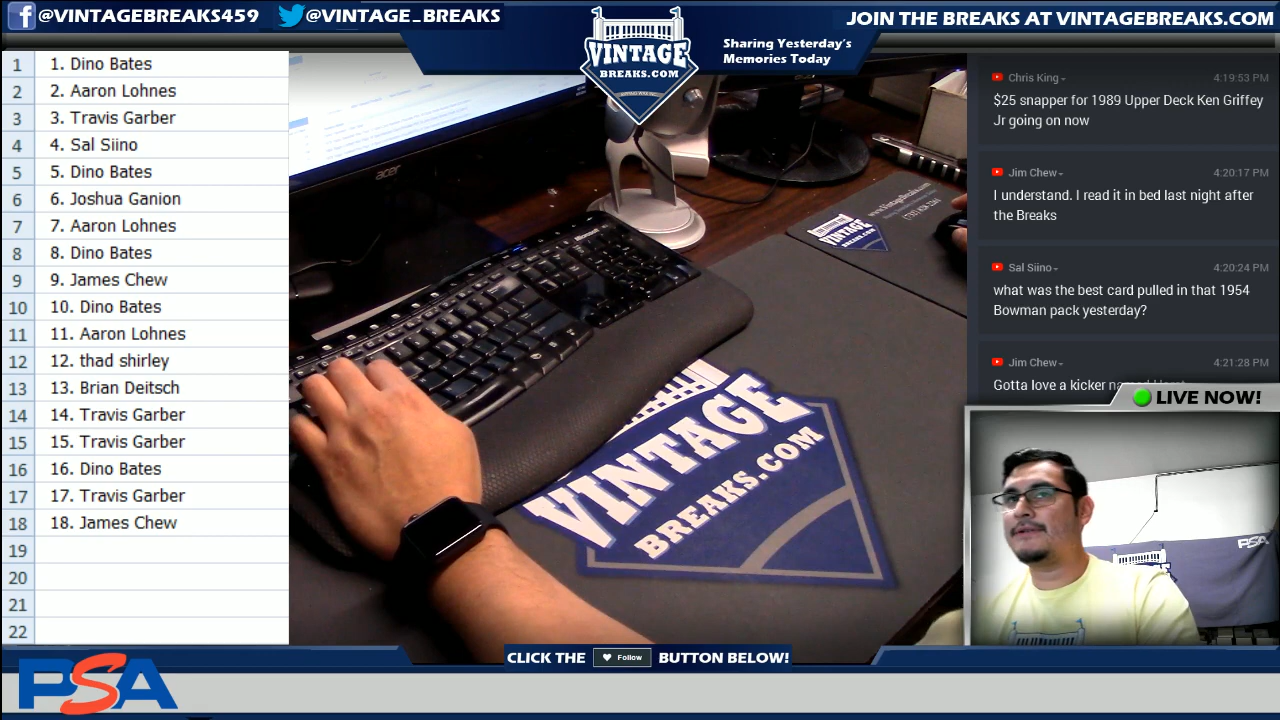 @VINTAGEBREAKS459
@VINTAGE_BREAKS
JOIN THE BREAKS AT VINTAGEBREAKS.COM
VINTAGE
BREAKS.COM
Sharing Yesterday's
Memories Today
1 1. Dino Bates
2 2. Aaron Lohnes
3 3. Travis Garber
4 4. Sal Siino
5 5. Dino Bates
6 6. Joshua Ganion
7 7. Aaron Lohnes
8 8. Dino Bates
9 9. James Chew
10 10. Dino Bates
11 11. Aaron Lohnes
12 12. thad shirley
13 13. Brian Deitsch
14 14. Travis Garber
15 15. Travis Garber
16 16. Dino Bates
17 17. Travis Garber
18 18. James Chew
19
20
21
22
acer
VINTAGE
BREAKS.COM
VINTAGE
BREAKS.COM
Chris King 4:19:53 PM
$25 snapper for 1989 Upper Deck Ken Griffey
Jr going on now
Jim Chew 4:20:17 PM
I understand. I read it in bed last night after
the Breaks
Sal Siino 4:20:24 PM
what was the best card pulled in that 1954
Bowman pack yesterday?
Jim Chew 4:21:28 PM
Gotta love a kicker
LIVE NOW!
PSA
CLICK THE Follow BUTTON BELOW!
PSA